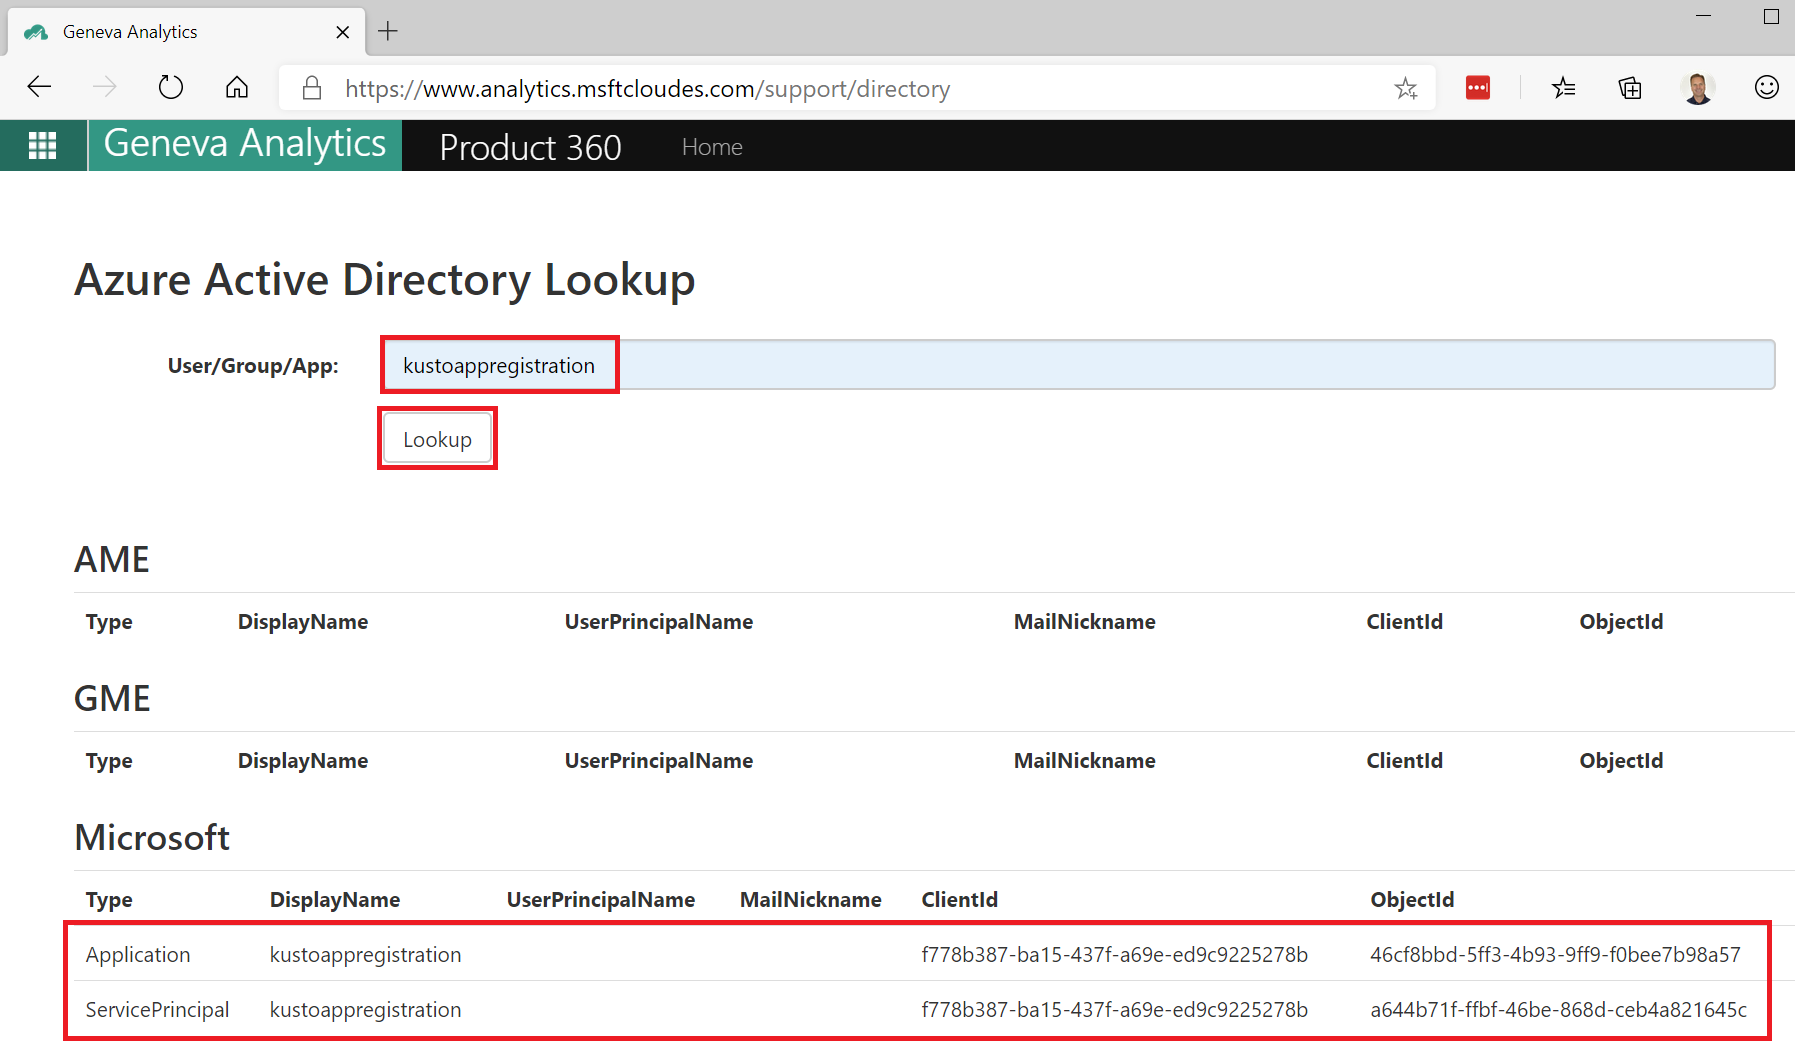 Geneva Analytics
https://www.analytics.msftcloudes.com/support/directory
Geneva Analytics Product 360 Home
Azure Active Directory Lookup
User/Group/App: kustoappregistration
Lookup
AME
Type DisplayName UserPrincipalName MailNickname ClientId ObjectId
GME
Type DisplayName UserPrincipalName MailNickname ClientId ObjectId
Microsoft
Type DisplayName UserPrincipalName MailNickname ClientId ObjectId
Application kustoappregistration f778b387-ba15-437f-a69e-ed9c9225278b 46cf8bbd-5ff3-4b93-9ff9-f0bee7b98a57
ServicePrincipal kustoappregistration f778b387-ba15-437f-a69e-ed9c9225278b a644b71f-ffbf-46be-868d-ceb4a821645c